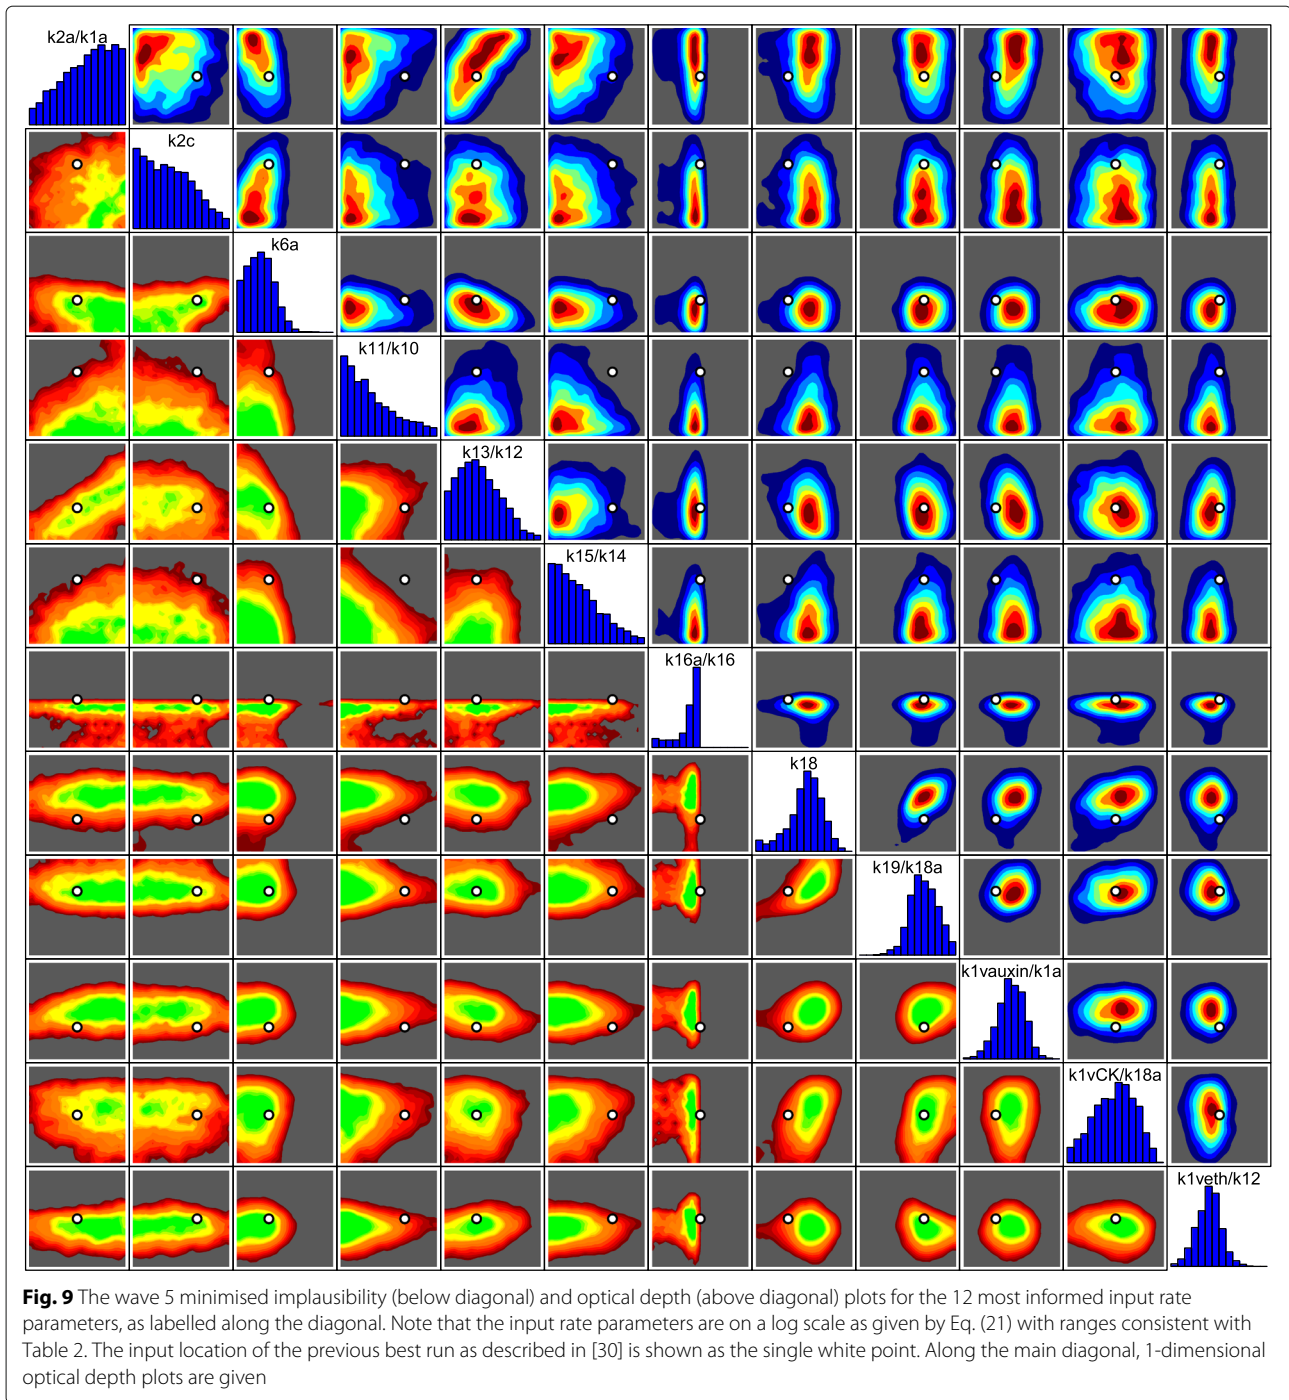 k2a/k1a
k2c
k6a
k11/k10
k13/k12
k15/k14
k16a/k16
k18
k19/k18a
k1vauxin/k1a
k1vCK/k18a
k1veth/k12
Fig. 9 The wave 5 minimised implausibility (below diagonal) and optical depth (above diagonal) plots for the 12 most informed input rate
parameters, as labelled along the diagonal. Note that the input rate parameters are on a log scale as given by Eq. (21) with ranges consistent with
Table 2. The input location of the previous best run as described in [30] is shown as the single white point. Along the main diagonal, 1-dimensional
optical depth plots are given